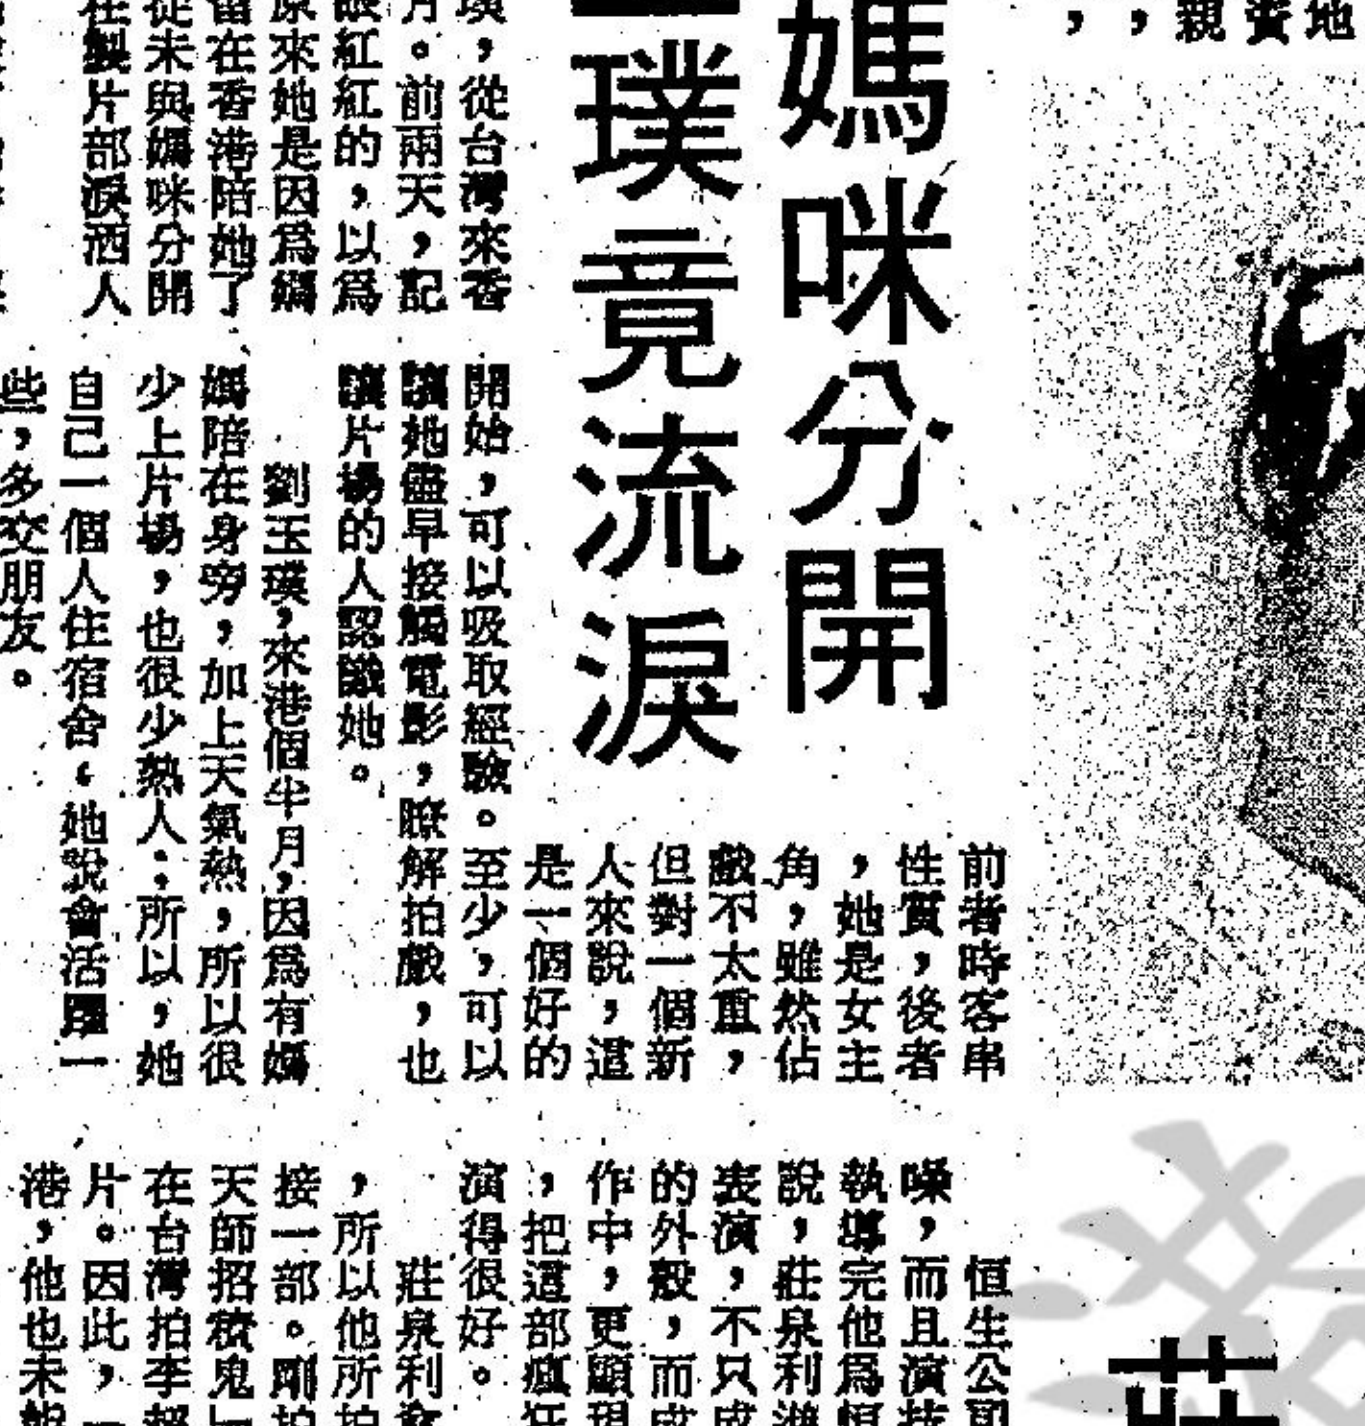 地
資
親
，
，
媽咪分開
璞竟流淚
璞，從台灣來香
月。前兩天，記
眼紅紅的，以爲
原來她是因爲媽
留在香港陪她了
從未與媽咪分開
在製片部淚洒人
前者時客串
性質，後者
，她是女主
角，雖然佔
戲不太重，
但對一個新
人來說，這
是一個好的
開始，可以吸取經驗。至少，可以
讓她儘早接觸電影，瞭解拍戲，也
讓片場的人認識她。
劉玉璞，來港個半月，因爲有媽
媽陪在身旁，加上天氣熱，所以很
少上片場，也很少熱人，所以，她
自己一個人住宿舍。她說會活躍一
些，多交朋友。
恒生公司
噪，而且演技
執導完他爲恒
說，莊泉利
表演，不只成
的外殼，而成
作中，更顯現
，把這部瘋狂
演得很好。
莊泉利
，所以他所拍
接一部。剛拍
天師招積鬼」
在台灣拍李
片。因此，
港，他也未報
莊